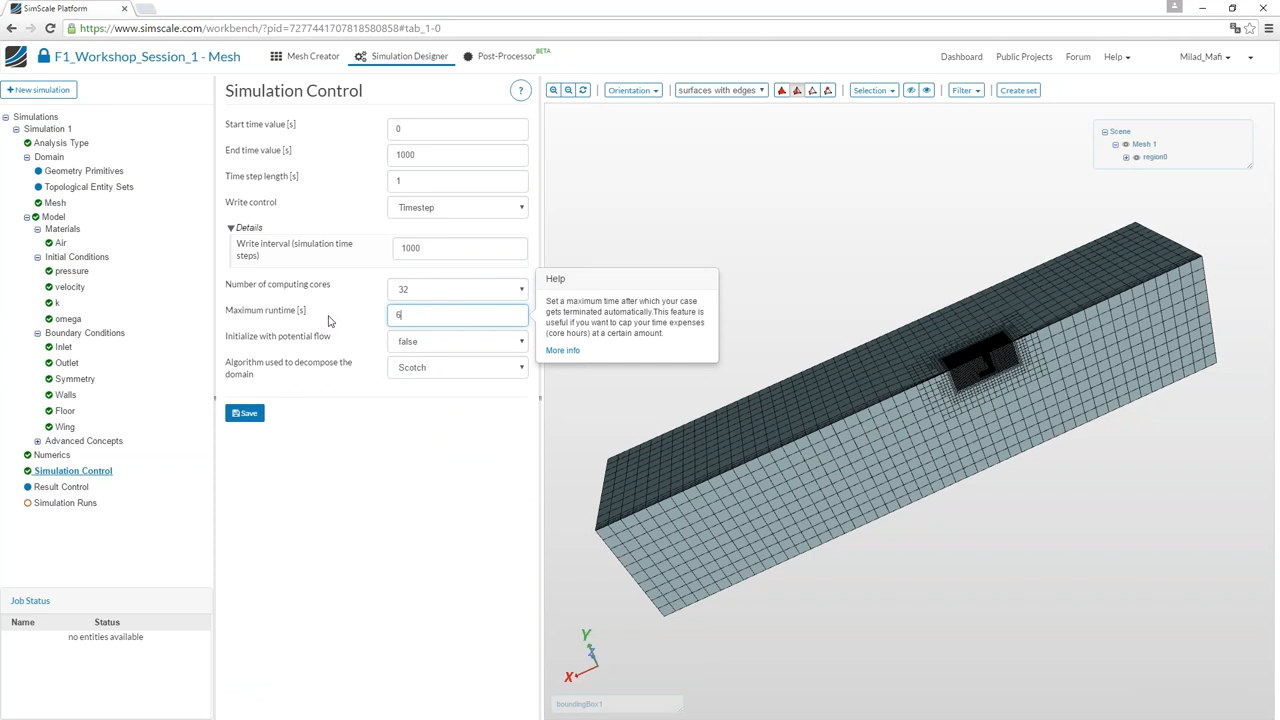 SimScale Platform
https://www.simscale.com/workbench/?pid=7277441707818580858#tab_1-0
F1_Workshop_Session_1 - Mesh
Mesh Creator
Simulation Designer
Post-Processor BETA
Dashboard
Public Projects
Forum
Help
Milad_Mafi
+ New simulation
Simulations
Simulation 1
Analysis Type
Domain
Geometry Primitives
Topological Entity Sets
Mesh
Model
Materials
Air
Initial Conditions
pressure
velocity
k
omega
Boundary Conditions
Inlet
Outlet
Symmetry
Walls
Floor
Wing
Advanced Concepts
Numerics
Simulation Control
Result Control
Simulation Runs
Job Status
Name Status
no entities available
Simulation Control
?
Start time value [s] 0
End time value [s] 1000
Time step length [s] 1
Write control Timestep
Details
Write interval (simulation time
steps) 1000
Number of computing cores 32
Maximum runtime [s] 6
Initialize with potential flow false
Algorithm used to decompose the
domain Scotch
Save
Help
Set a maximum time after which your case
gets terminated automatically.This feature is
useful if you want to cap your time expenses
(core hours) at a certain amount.
More info
Orientation
surfaces with edges
Selection
Filter
Create set
Scene
Mesh 1
region0
Y
Z
X
boundingBox1